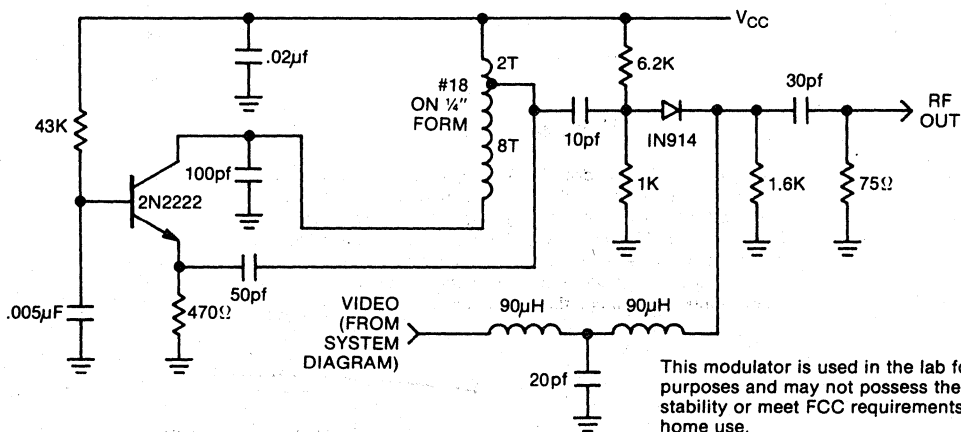 VCC
.02µf
2T
#18
ON ¼"
FORM
8T
6.2K
30pf
RF
OUT
43K
10pf
IN914
100pf
2N2222
1K
1.6K
75Ω
50pf
.005µF
470Ω
VIDEO
(FROM
SYSTEM
DIAGRAM)
90µH
90µH
20pf
This modulator is used in the lab fo
purposes and may not possess the
stability or meet FCC requirements
home use.